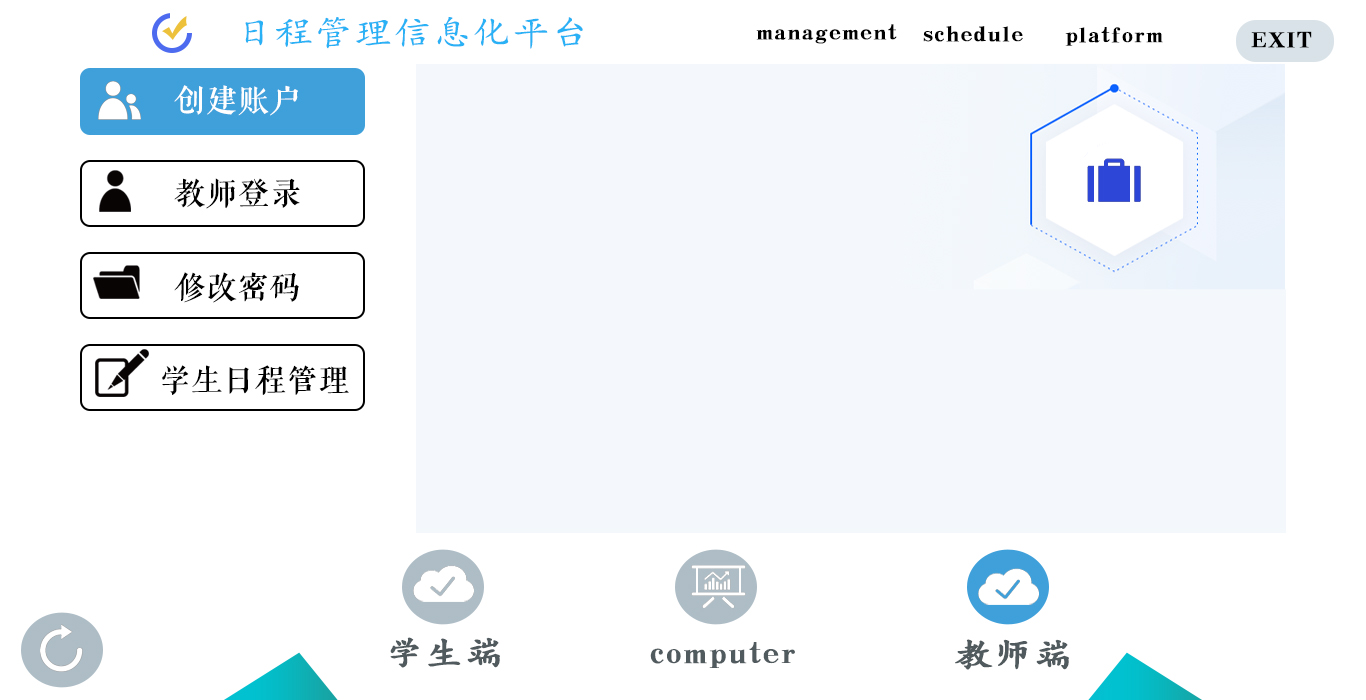 日程管理信息化平台
management schedule platform EXIT
创建账户
教师登录
修改密码
学生日程管理
学生端 computer 教师端